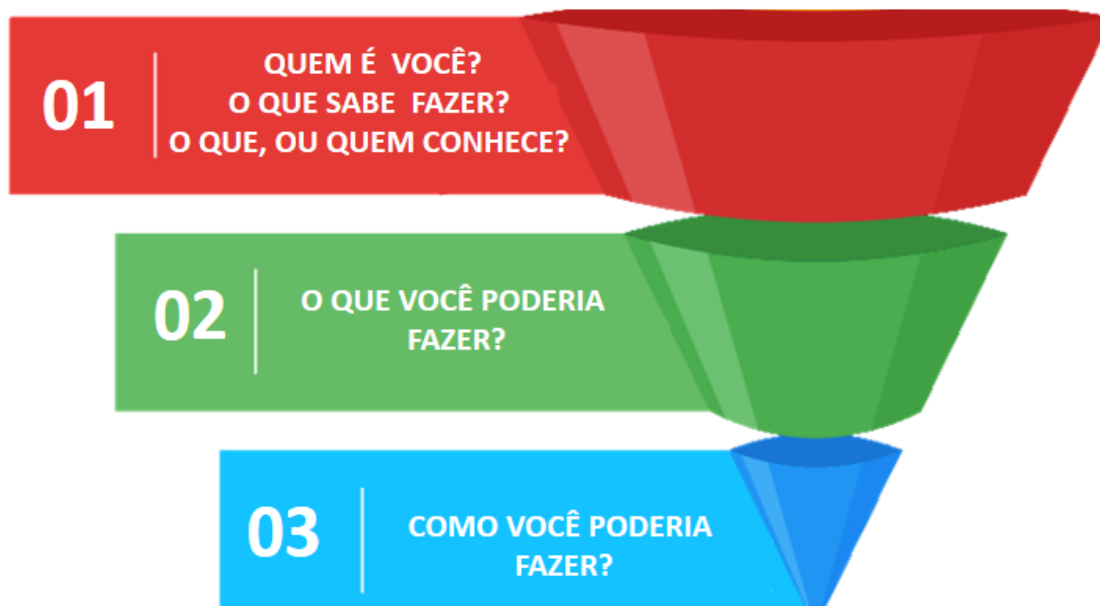 01
QUEM É VOCÊ?
O QUE SABE FAZER?
O QUE, OU QUEM CONHECE?
02
O QUE VOCÊ PODERIA
FAZER?
03
COMO VOCÊ PODERIA
FAZER?